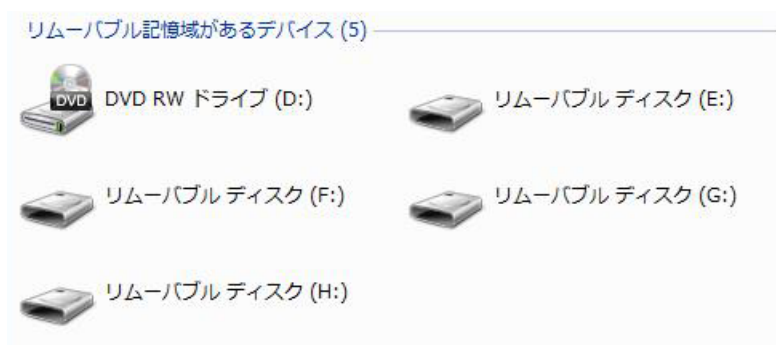 リムーバブル記憶域があるデバイス (5)
DVD
DVD RW ドライブ (D:)
リムーバブル ディスク (E:)
リムーバブル ディスク (F:)
リムーバブル ディスク (G:)
リムーバブル ディスク (H:)